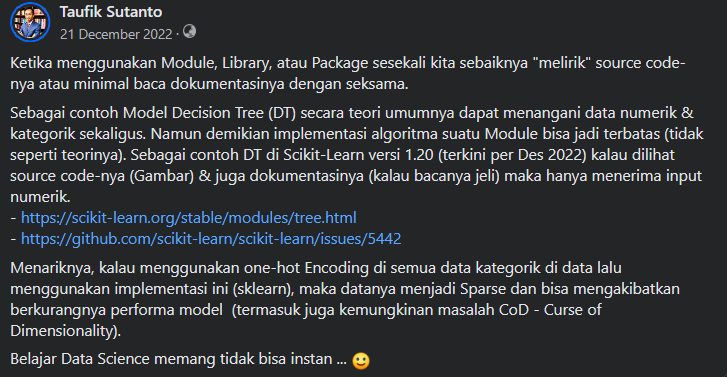 Taufik Sutanto
21 December 2022 ·
Ketika menggunakan Module, Library, atau Package sesekali kita sebaiknya "melirik" source code-
nya atau minimal baca dokumentasinya dengan seksama.
Sebagai contoh Model Decision Tree (DT) secara teori umumnya dapat menangani data numerik &
kategorik sekaligus. Namun demikian implementasi algoritma suatu Module bisa jadi terbatas (tidak
seperti teorinya). Sebagai contoh DT di Scikit-Learn versi 1.20 (terkini per Des 2022) kalau dilihat
source code-nya (Gambar) & juga dokumentasinya (kalau bacanya jeli) maka hanya menerima input
numerik.
- https://scikit-learn.org/stable/modules/tree.html
- https://github.com/scikit-learn/scikit-learn/issues/5442
Menariknya, kalau menggunakan one-hot Encoding di semua data kategorik di data lalu
menggunakan implementasi ini (sklearn), maka datanya menjadi Sparse dan bisa mengakibatkan
berkurangnya performa model (termasuk juga kemungkinan masalah CoD - Curse of
Dimensionality).
Belajar Data Science memang tidak bisa instan ... 🙂